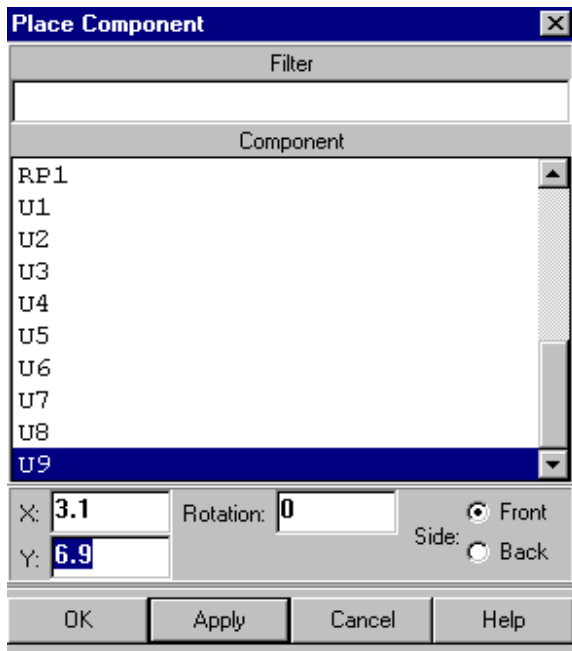 Place Component
Filter
Component
RP1
U1
U2
U3
U4
U5
U6
U7
U8
U9
X: 3.1 Rotation: 0 Side: Front
Y: 6.9 Back
OK Apply Cancel Help